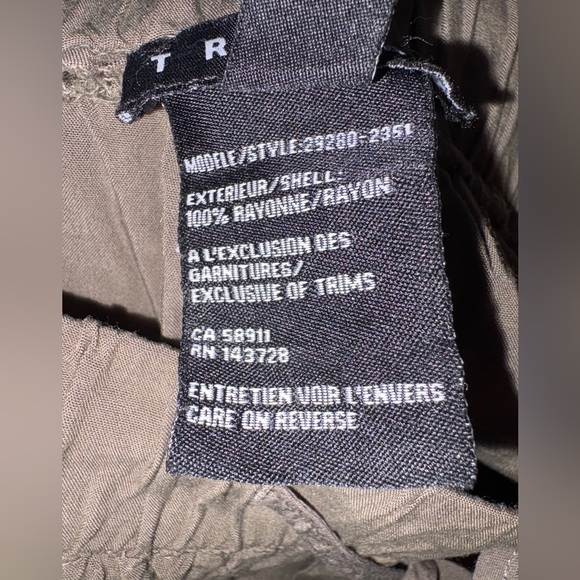 T R
MODELE/STYLE:29280-2351
EXTERIEUR/SHELL:
100% RAYONNE/RAYON
A L'EXCLUSION DES
GARNITURES/
EXCLUSIVE OF TRIMS
CA 58911
RN 143728
ENTRETIEN VOIR L'ENVERS
CARE ON REVERSE